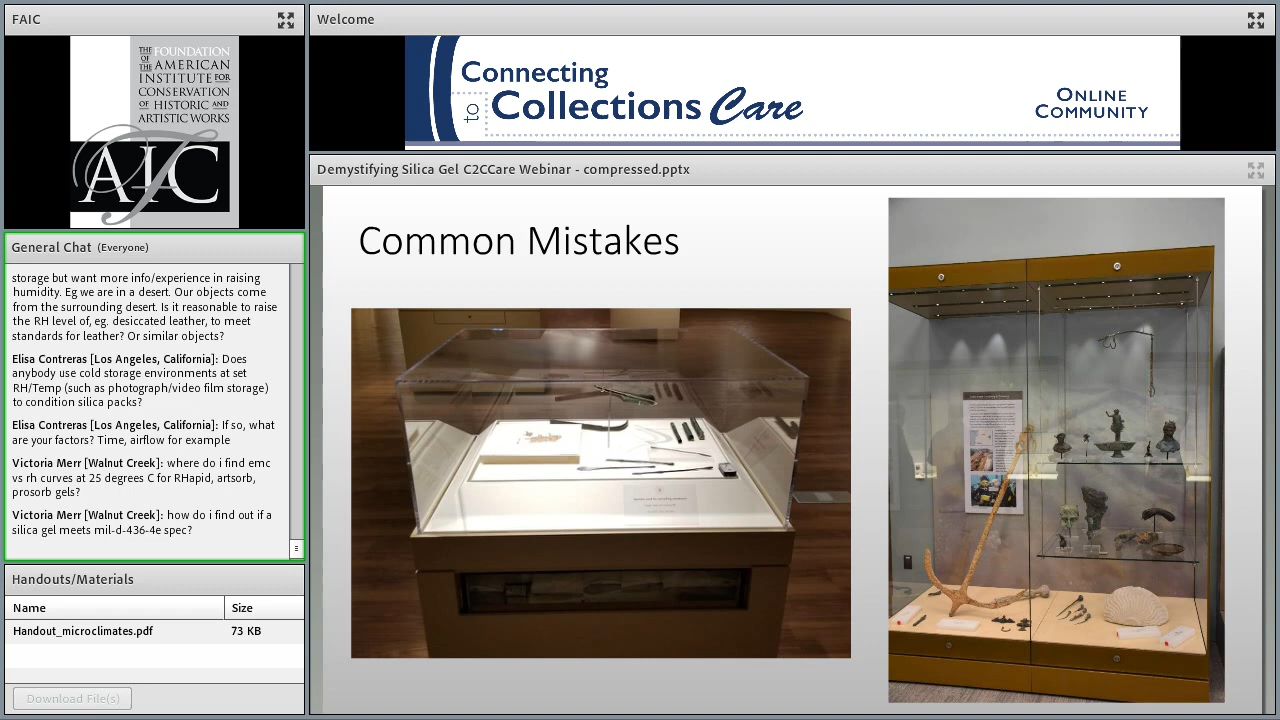 FAIC
THE FOUNDATION
OF THE AMERICAN
INSTITUTE FOR
CONSERVATION
OF HISTORIC AND
ARTISTIC WORKS
FAIC
General Chat (Everyone)
storage but want more info/experience in raising
humidity. Eg we are in a desert. Our objects come
from the surrounding desert. Is it reasonable to raise
the RH level of, eg. desiccated leather, to meet
standards for leather? Or similar objects?
Elisa Contreras [Los Angeles, California]: Does
anybody use cold storage environments at set
RH/Temp (such as photograph/video film storage)
to condition silica packs?
Elisa Contreras [Los Angeles, California]: If so, what
are your factors? Time, airflow for example
Victoria Merr [Walnut Creek]: where do i find emc
vs rh curves at 25 degrees C for RHapid, artsorb,
prosorb gels?
Victoria Merr [Walnut Creek]: how do i find out if a
silica gel meets mil-d-436-4e spec?
Handouts/Materials
Name Size
Handout_microclimates.pdf 73 KB
Download File(s)
Welcome
Connecting
to Collections Care
ONLINE
COMMUNITY
Demystifying Silica Gel C2CCare Webinar - compressed.pptx
Common Mistakes